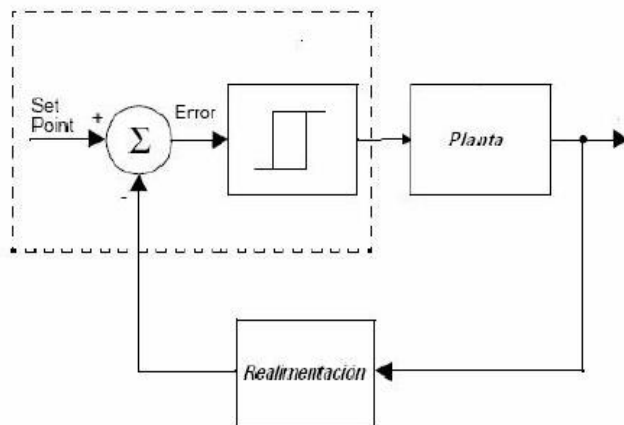 Set
Point
+
Σ
Error
Planta
-
Realimentación